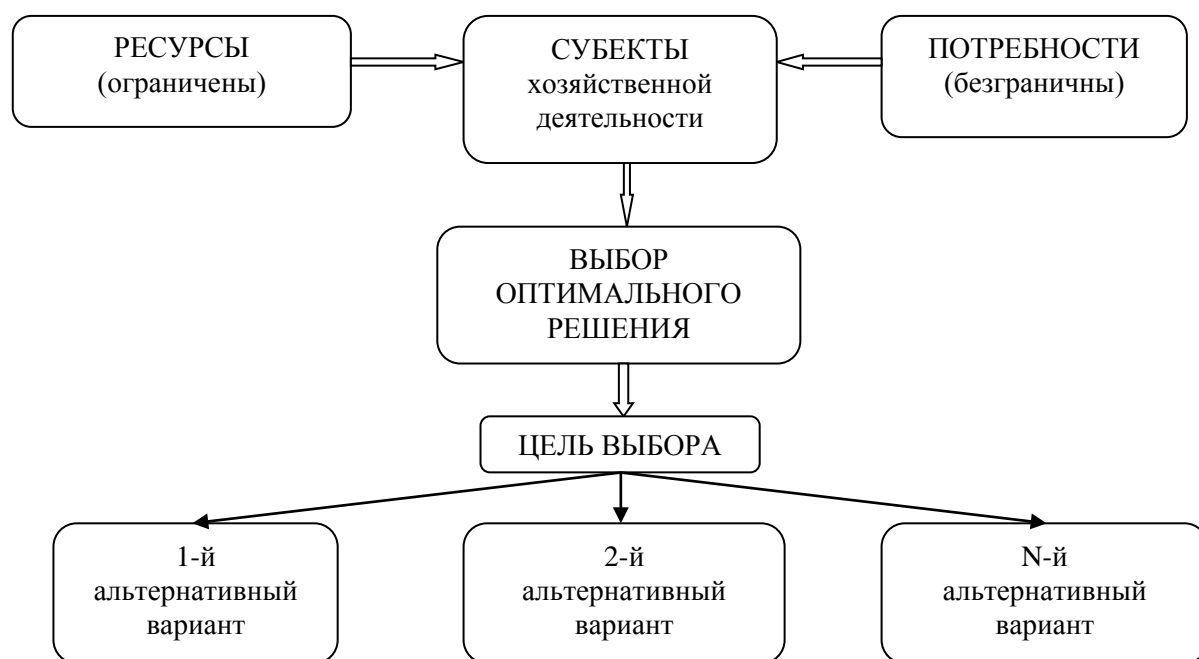 РЕСУРСЫ
(ограничены)
СУБЕКТЫ
хозяйственной
деятельности
ПОТРЕБНОСТИ
(безграничны)
ВЫБОР
ОПТИМАЛЬНОГО
РЕШЕНИЯ
ЦЕЛЬ ВЫБОРА
1-й
альтернативный
вариант
2-й
альтернативный
вариант
N-й
альтернативный
вариант